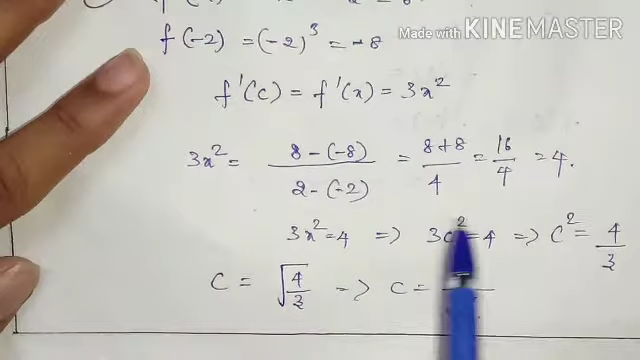 Made with KINEMASTER
f(-2) = (-2)³ = -8
f'(c) = f'(x) = 3x²
3x² = 8-(-8) / 2-(-2) = 8+8 / 4 = 16/4 = 4.
3x² = 4 => 3c² = 4 => c² = 4/3
c = √4/3 => c =